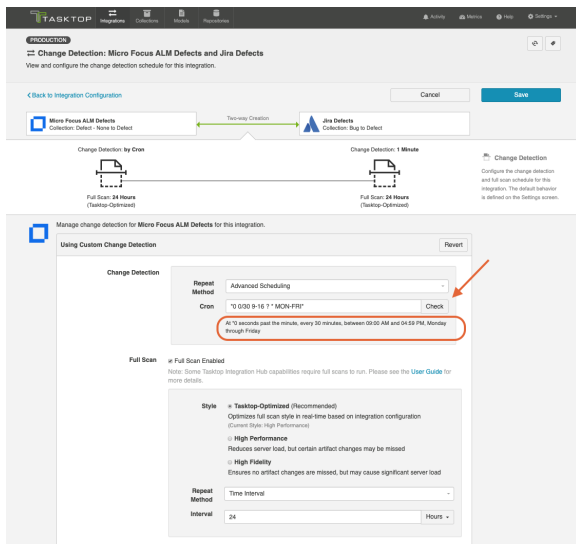 TASKTOP
Integrations
Collections
Models
Repositories
Activity
Metrics
Help
Settings
PRODUCTION
Change Detection: Micro Focus ALM Defects and Jira Defects
View and configure the change detection schedule for this integration.
Back to Integration Configuration
Cancel
Save
Micro Focus ALM Defects
Collection: Defect - None to Defect
Two-way Creation
Jira Defects
Collection: Bug to Defect
Change Detection: by Cron
Change Detection: 1 Minute
Full Scan: 24 Hours
(Tasktop-Optimized)
Full Scan: 24 Hours
(Tasktop-Optimized)
Change Detection
Configure the change detection
and full scan schedule for this
integration. The default behavior
is defined on the Settings screen.
Manage change detection for Micro Focus ALM Defects for this integration.
Using Custom Change Detection
Revert
Change Detection
Repeat
Method
Advanced Scheduling
Cron
"0 0/30 9-16 ? * MON-FRI"
Check
At "0 seconds past the minute, every 30 minutes, between 09:00 AM and 04:59 PM, Monday
through Friday
Full Scan
Full Scan Enabled
Note: Some Tasktop Integration Hub capabilities require full scans to run. Please see the User Guide for
more details.
Style
Tasktop-Optimized (Recommended)
Optimizes full scan style in real-time based on integration configuration
(Current Style: High Performance)
High Performance
Reduces server load, but certain artifact changes may be missed
High Fidelity
Ensures no artifact changes are missed, but may cause significant server load
Repeat
Method
Time Interval
Interval
24
Hours